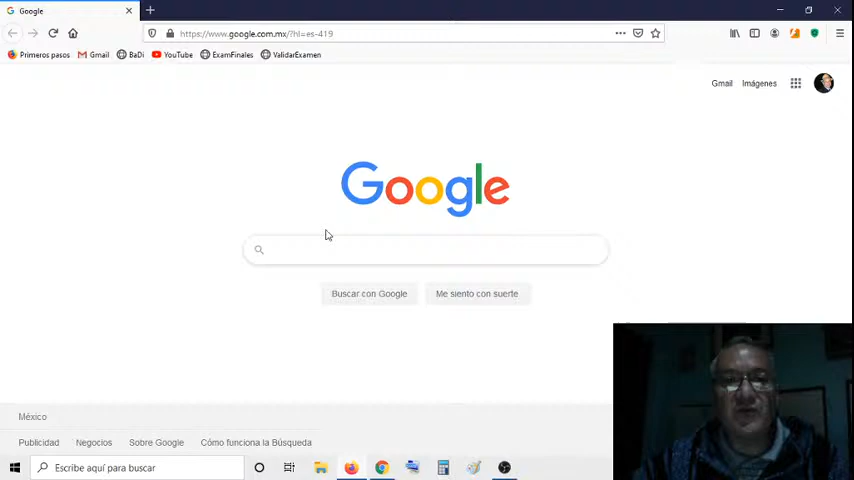 Google
https://www.google.com.mx/?hl=es-419
Primeros pasos Gmail BaDi YouTube ExamFinales ValidarExamen
Gmail Imágenes
Google
Buscar con Google Me siento con suerte
México
Publicidad Negocios Sobre Google Cómo funciona la Búsqueda
Escribe aquí para buscar